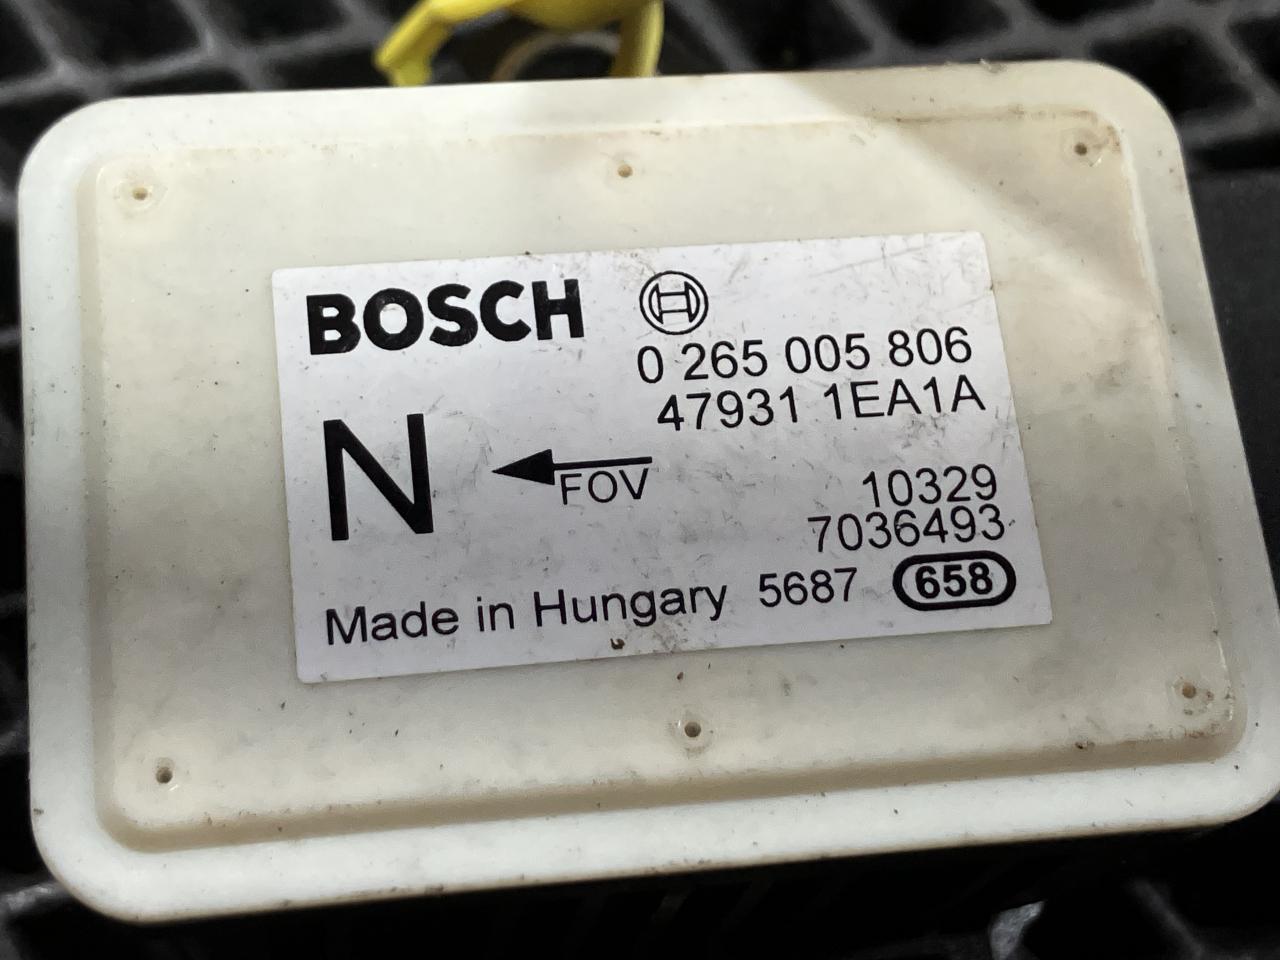 BOSCH
0 265 005 806
47931 1EA1A
N
FOV
10329
7036493
Made in Hungary 5687 658